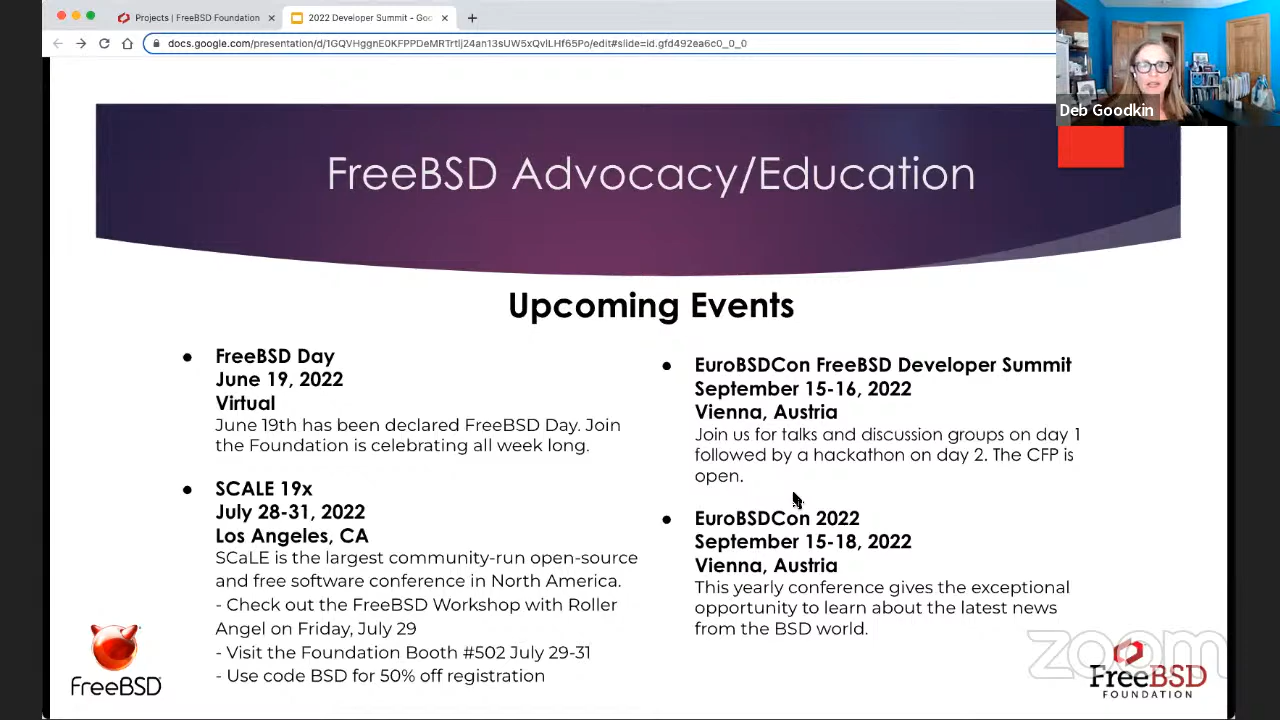 Projects | FreeBSD Foundation
2022 Developer Summit - Goo
docs.google.com/presentation/d/1GQVHggnE0KFPPDeMRTrtlj24an13sUW5xQvlLHf65Po/edit#slide=id.gfd492ea6c0_0_0
Deb Goodkin
FreeBSD Advocacy/Education
Upcoming Events
● FreeBSD Day
June 19, 2022
Virtual
June 19th has been declared FreeBSD Day. Join
the Foundation is celebrating all week long.
● SCALE 19x
July 28-31, 2022
Los Angeles, CA
SCaLE is the largest community-run open-source
and free software conference in North America.
- Check out the FreeBSD Workshop with Roller
Angel on Friday, July 29
- Visit the Foundation Booth #502 July 29-31
- Use code BSD for 50% off registration
● EuroBSDCon FreeBSD Developer Summit
September 15-16, 2022
Vienna, Austria
Join us for talks and discussion groups on day 1
followed by a hackathon on day 2. The CFP is
open.
● EuroBSDCon 2022
September 15-18, 2022
Vienna, Austria
This yearly conference gives the exceptional
opportunity to learn about the latest news
from the BSD world.
FreeBSD
zoom
FreeBSD
FOUNDATION